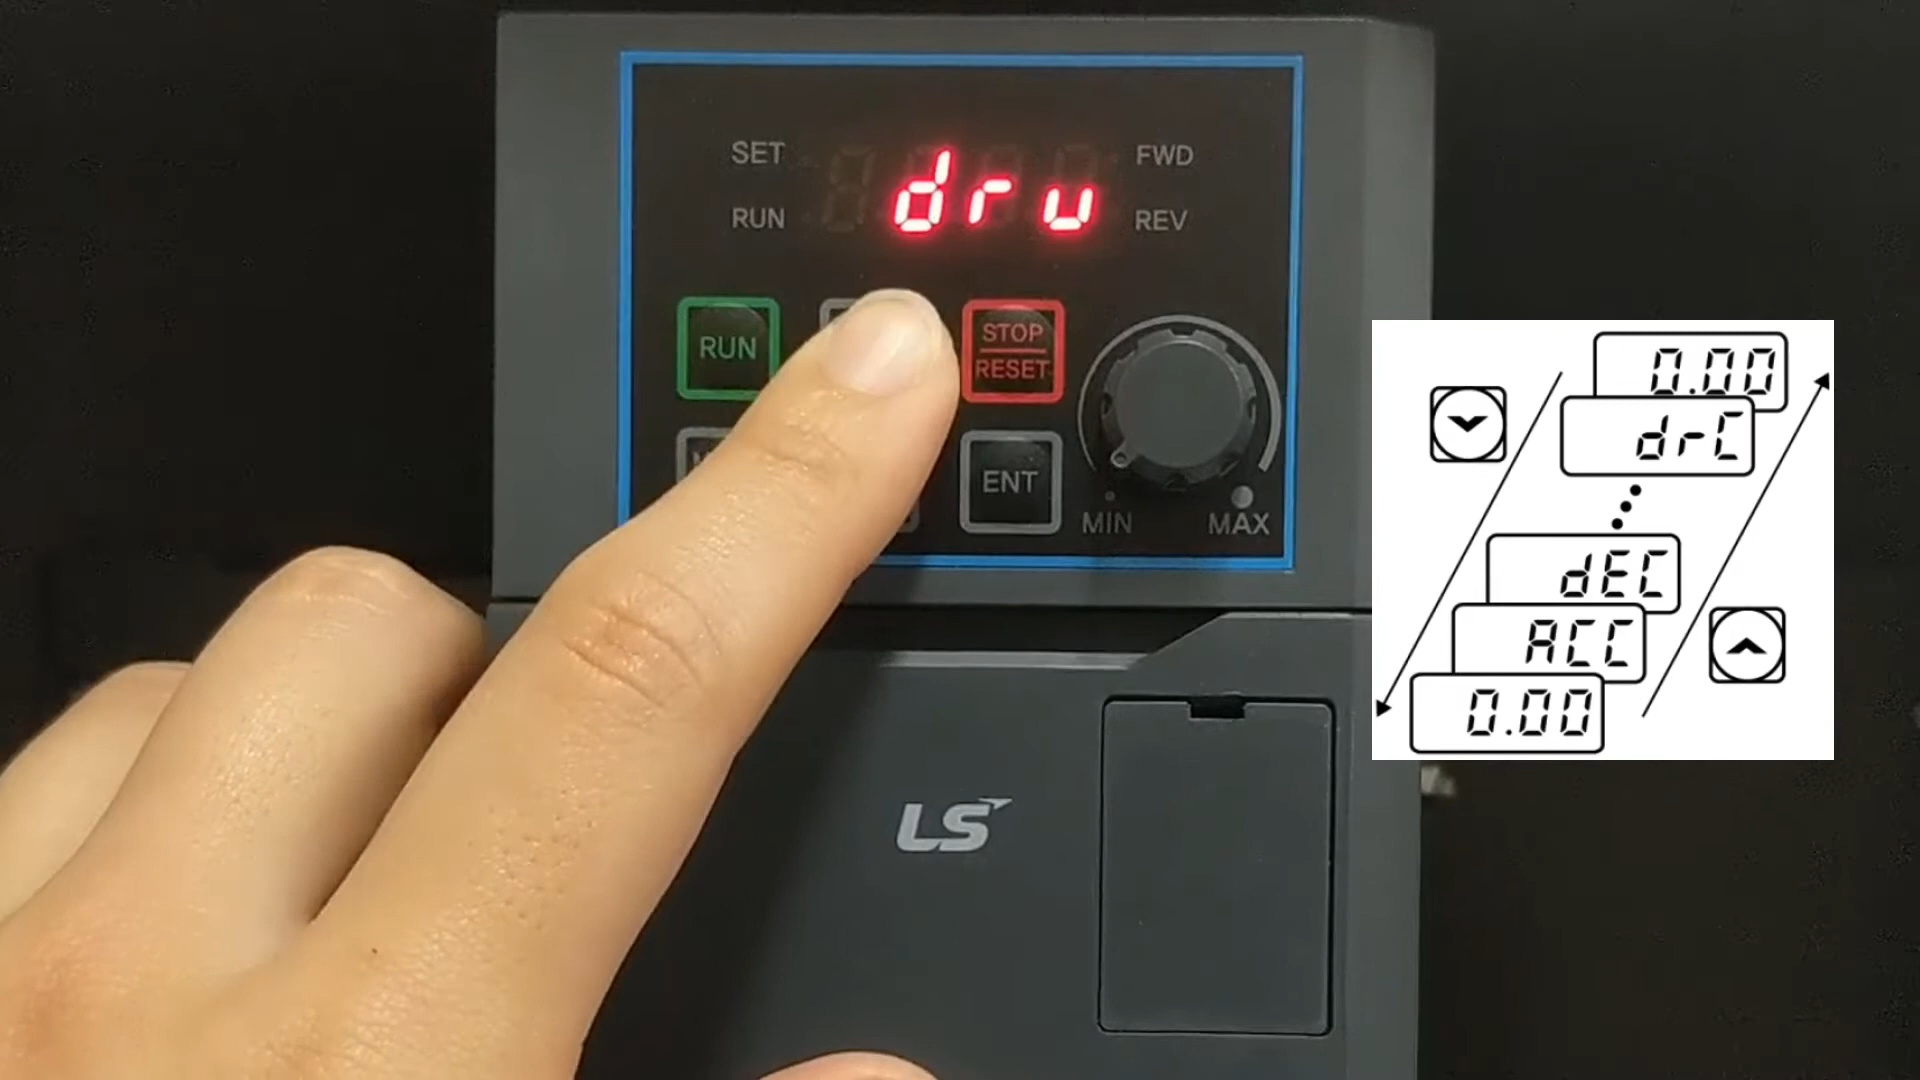 SET
dru
FWD
RUN
REV
RUN
STOP
RESET
ENT
MIN
MAX
LS
0.00
drC
dEC
ACC
0.00